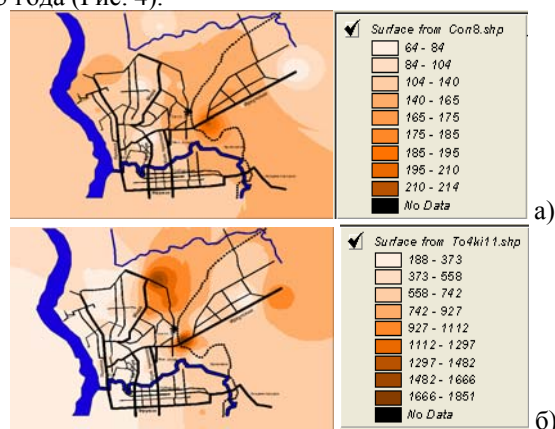 года (Рис. 4).
Surface from Con8.shp
64 - 84
84 - 104
104 - 140
140 - 165
165 - 175
175 - 185
185 - 195
195 - 210
210 - 214
No Data
а)
Surface from To4ki11.shp
188 - 373
373 - 558
558 - 742
742 - 927
927 - 1112
1112 - 1297
1297 - 1482
1482 - 1666
1666 - 1851
No Data
б)